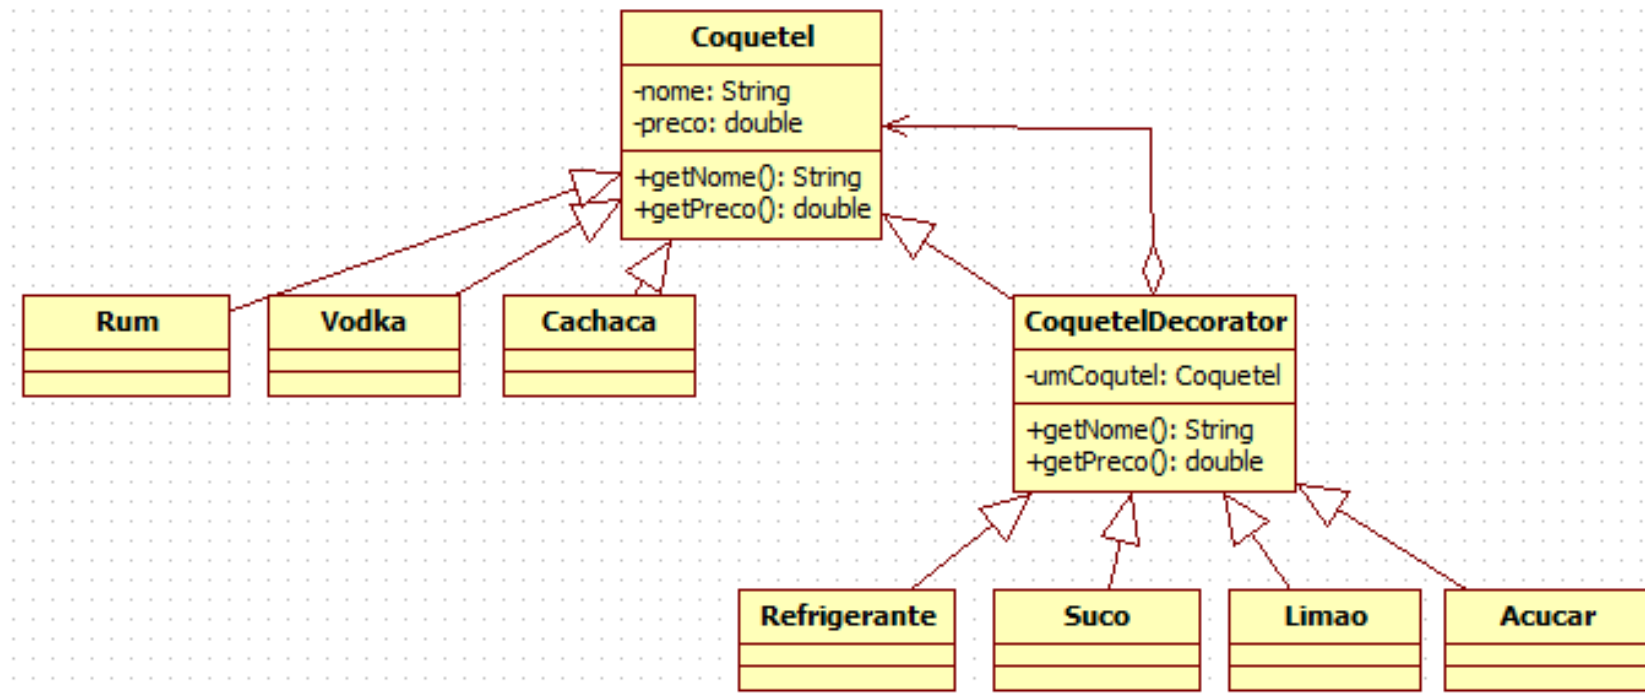 Coquetel
-nome: String
-preco: double
+getNome(): String
+getPreco(): double
Rum
Vodka
Cachaca
CoquetelDecorator
-umCoqutel: Coquetel
+getNome(): String
+getPreco(): double
Refrigerante
Suco
Limao
Acucar